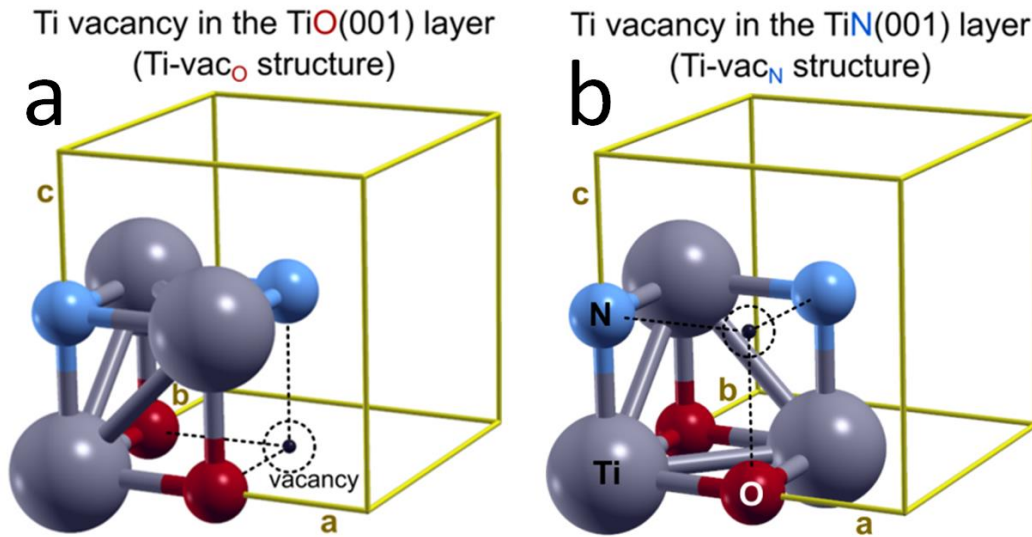 Ti vacancy in the TiO(001) layer
(Ti-vacO structure)
a
c
b
vacancy
a
Ti vacancy in the TiN(001) layer
(Ti-vacN structure)
b
c
N
b
Ti
O
a